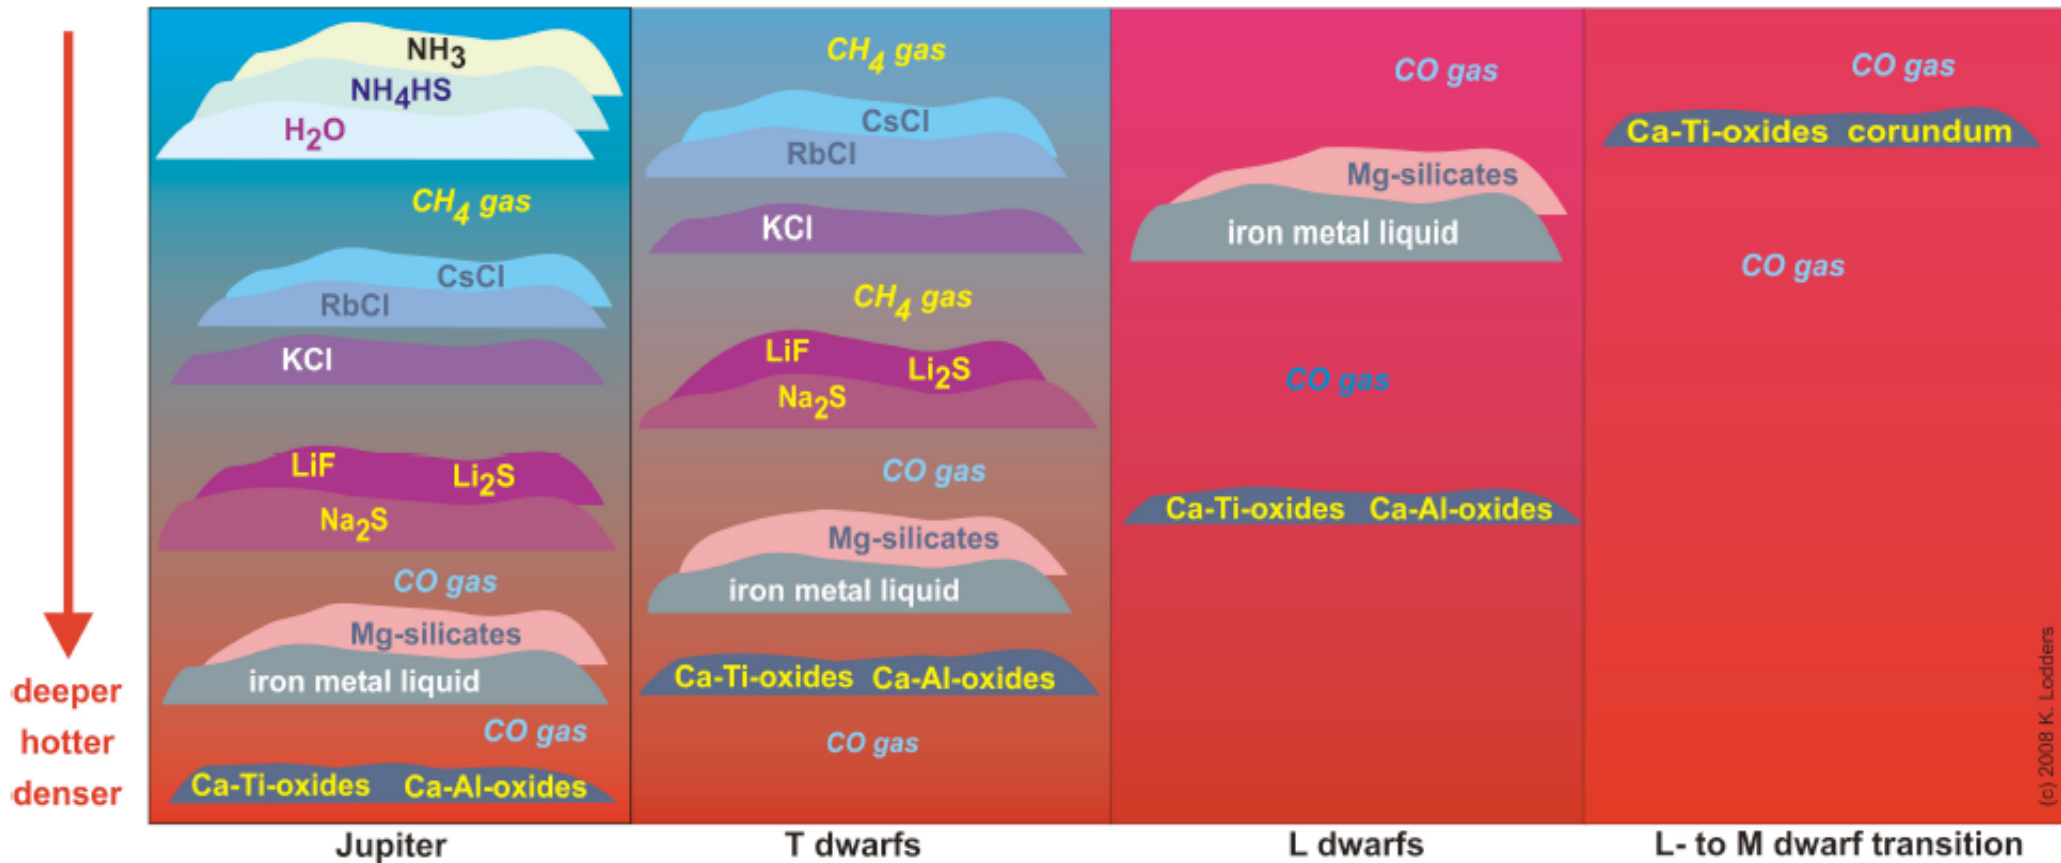 NH3
NH4HS
H2O
CH4 gas
CsCl
RbCl
KCl
LiF
Li2S
Na2S
CO gas
Mg-silicates
iron metal liquid
CO gas
Ca-Ti-oxides Ca-Al-oxides
Jupiter
CH4 gas
CsCl
RbCl
KCl
CH4 gas
LiF
Li2S
Na2S
CO gas
Mg-silicates
iron metal liquid
Ca-Ti-oxides Ca-Al-oxides
CO gas
T dwarfs
CO gas
Mg-silicates
iron metal liquid
CO gas
Ca-Ti-oxides Ca-Al-oxides
L dwarfs
CO gas
Ca-Ti-oxides corundum
CO gas
L- to M dwarf transition
deeper
hotter
denser
(c) 2008 K. Lodders